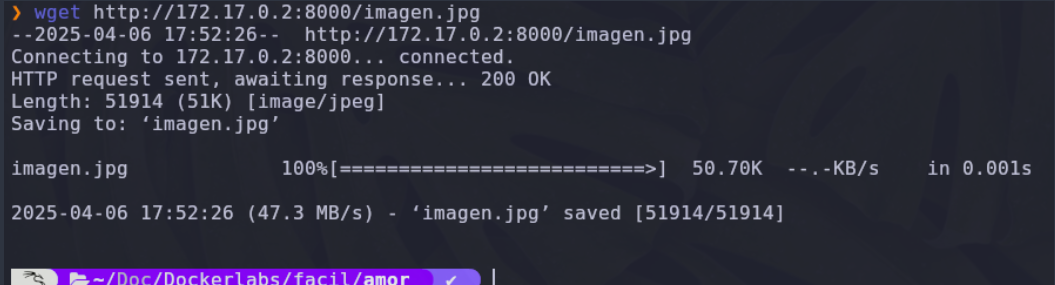 ❯ wget http://172.17.0.2:8000/imagen.jpg
--2025-04-06 17:52:26--  http://172.17.0.2:8000/imagen.jpg
Connecting to 172.17.0.2:8000... connected.
HTTP request sent, awaiting response... 200 OK
Length: 51914 (51K) [image/jpeg]
Saving to: ‘imagen.jpg’
imagen.jpg             100%[==========================>]  50.70K  --.-KB/s    in 0.001s
2025-04-06 17:52:26 (47.3 MB/s) - ‘imagen.jpg’ saved [51914/51914]
~/Doc/Dockerlabs/facil/amor ✔